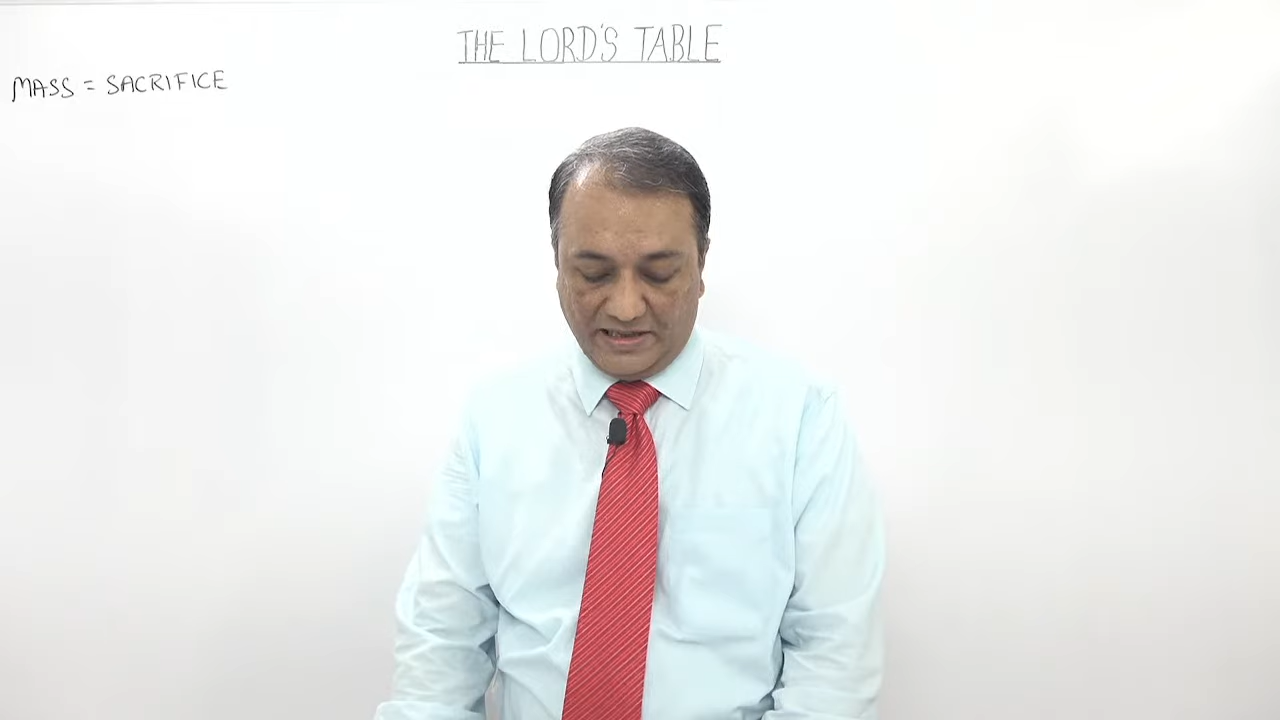 THE LORD'S TABLE
MASS = SACRIFICE